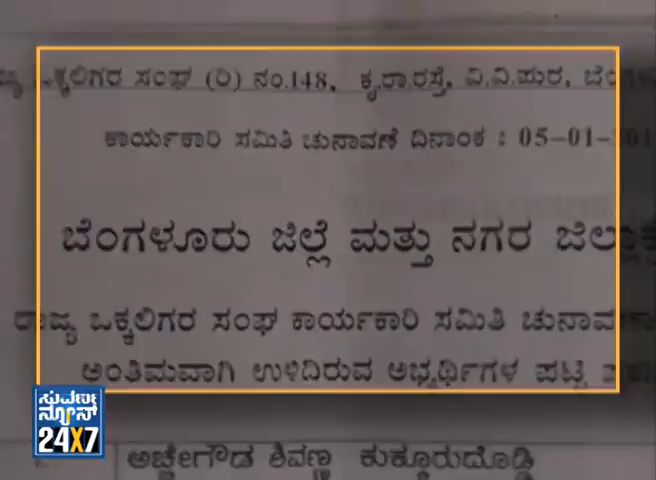 ಒಕ್ಕಲಿಗರ ಸಂಘ (ರಿ) ನಂ.148, ಕೃ.ರಾ.ರಸ್ತೆ, ವಿ.ವಿ.ಪುರ,
ಕಾರ್ಯಕಾರಿ ಸಮಿತಿ ಚುನಾವಣೆ ದಿನಾಂಕ : 05-01-
ಬೆಂಗಳೂರು ಜಿಲ್ಲೆ ಮತ್ತು ನಗರ
ರಾಜ್ಯ ಒಕ್ಕಲಿಗರ ಸಂಘ ಕಾರ್ಯಕಾರಿ ಸಮಿತಿ
ಅಂತಿಮವಾಗಿ ಉಳಿದಿರುವ ಅಭ್ಯರ್ಥಿಗಳ ಪಟ್ಟಿ
ಸುವರ್ಣ
ನ್ಯೂಸ್
24X7
ಅಚ್ಚೇಗೌಡ ಶಿವಣ್ಣ ಕುಕ್ಕೂರುದೊಡ್ಡಿ